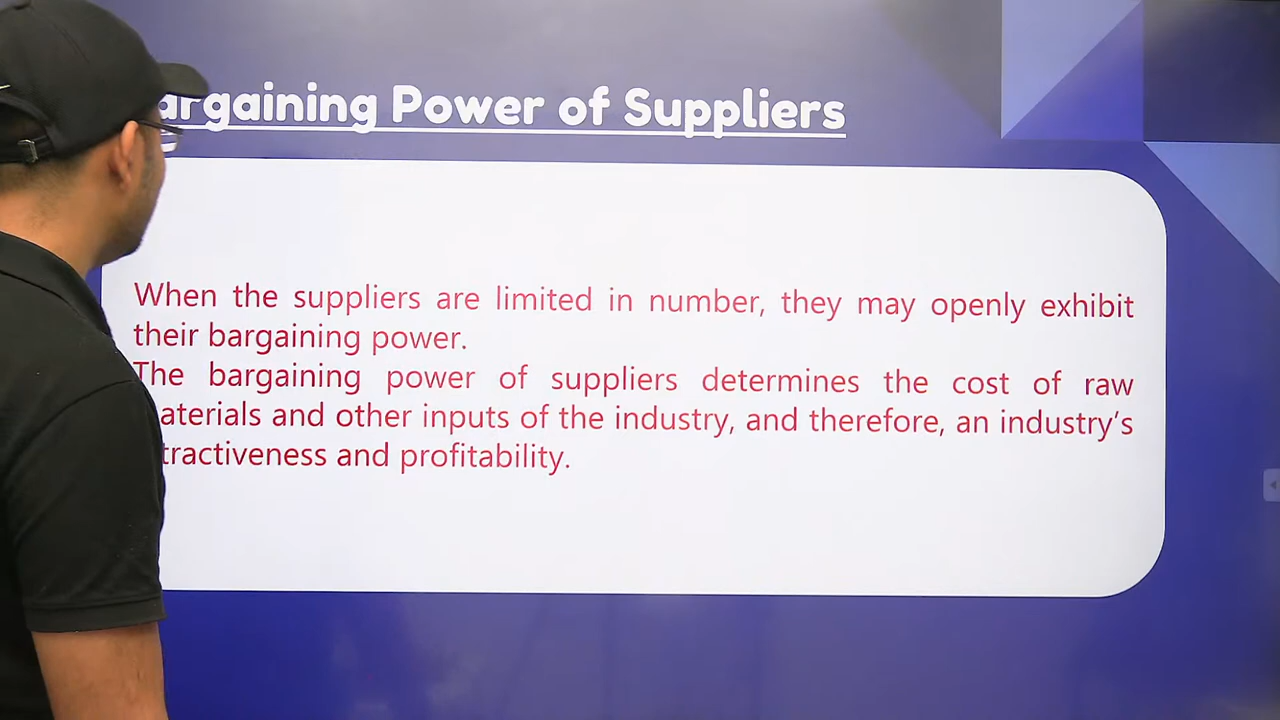 argaining Power of Suppliers
When the suppliers are limited in number, they may openly exhibit
their bargaining power.
The bargaining power of suppliers determines the cost of raw
aterials and other inputs of the industry, and therefore, an industry's
tractiveness and profitability.